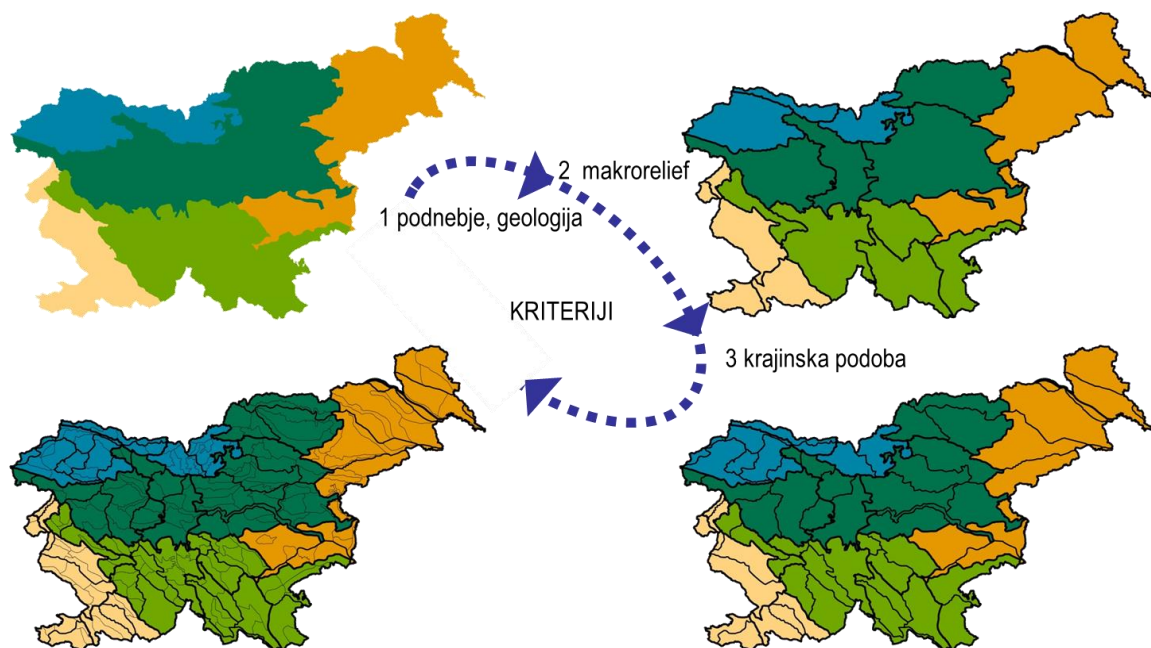 2 makrorelief
1 podnebje, geologija
KRITERIJI
3 krajinska podoba